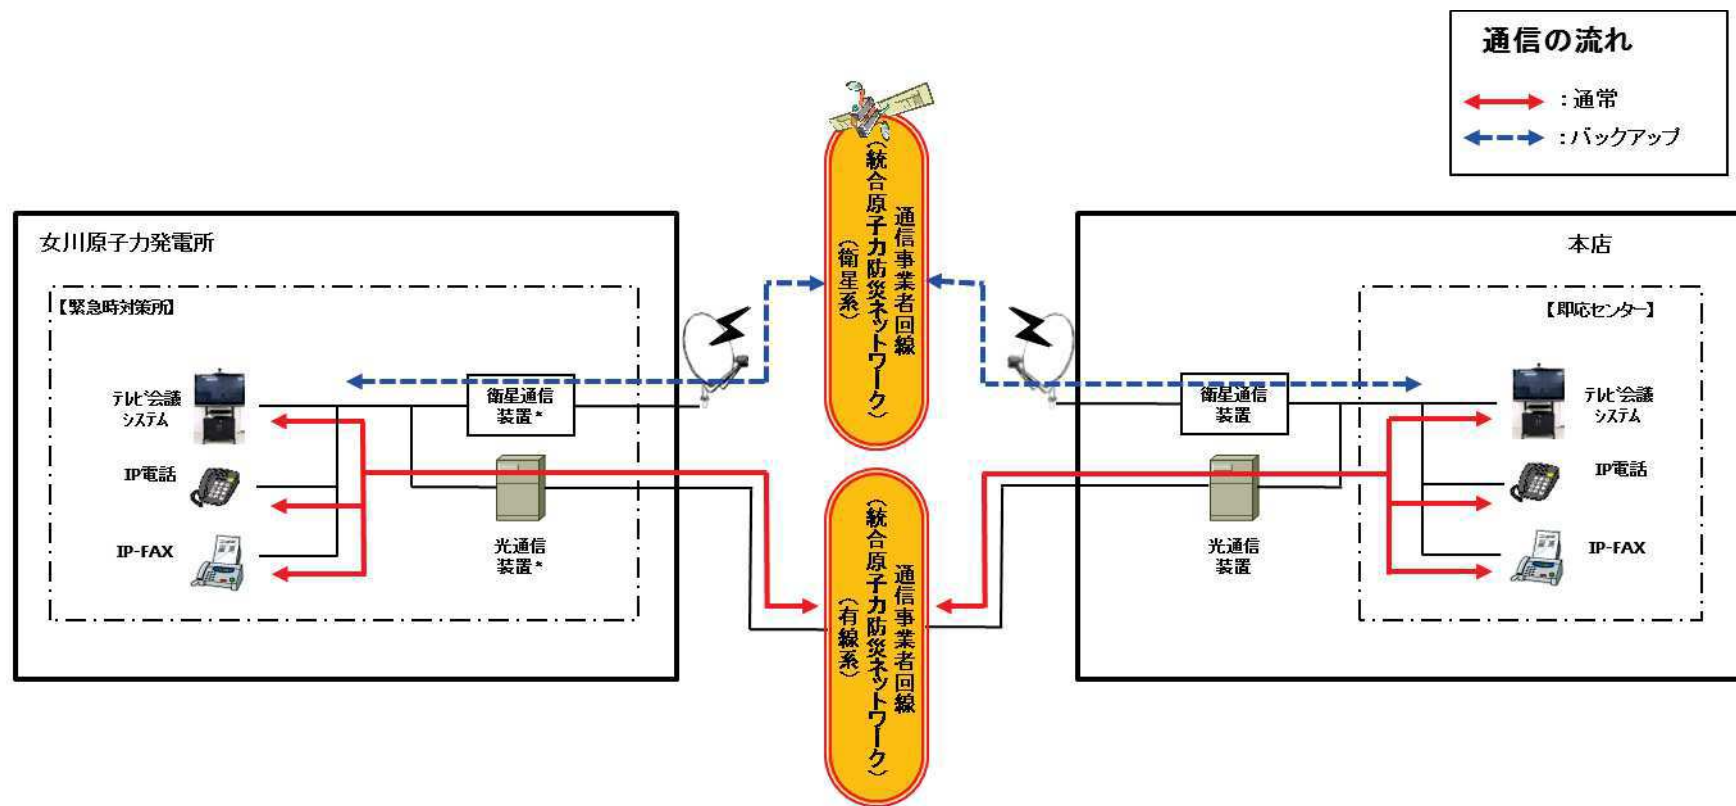 通信の流れ
：通常
：バックアップ
女川原子力発電所
【緊急時対策所】
テレビ会議
システム
IP電話
IP-FAX
衛星通信
装置*
光通信
装置*
通信事業者回線
（統合原子力防災ネットワーク）
（衛星系）
通信事業者回線
（統合原子力防災ネットワーク）
（有線系）
本店
【即応センター】
衛星通信
装置
光通信
装置
テレビ会議
システム
IP電話
IP-FAX